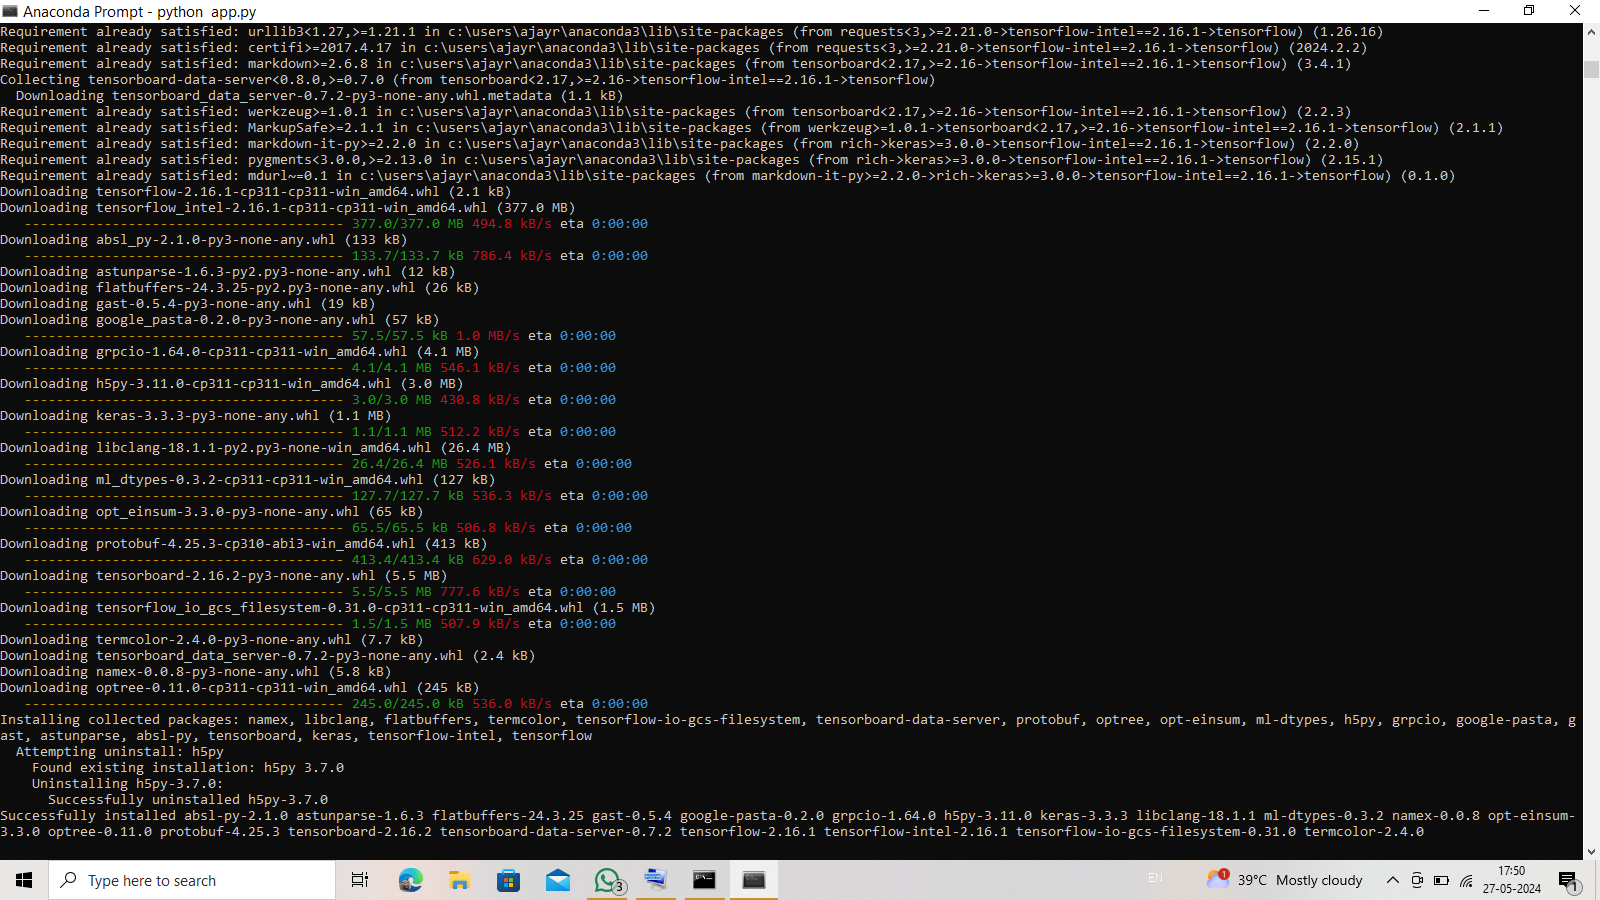 Anaconda Prompt - python  app.py
Requirement already satisfied: urllib3<1.27,>=1.21.1 in c:\users\ajayr\anaconda3\lib\site-packages (from requests<3,>=2.21.0->tensorflow-intel==2.16.1->tensorflow) (1.26.16)
Requirement already satisfied: certifi>=2017.4.17 in c:\users\ajayr\anaconda3\lib\site-packages (from requests<3,>=2.21.0->tensorflow-intel==2.16.1->tensorflow) (2024.2.2)
Requirement already satisfied: markdown>=2.6.8 in c:\users\ajayr\anaconda3\lib\site-packages (from tensorboard<2.17,>=2.16->tensorflow-intel==2.16.1->tensorflow) (3.4.1)
Collecting tensorboard-data-server<0.8.0,>=0.7.0 (from tensorboard<2.17,>=2.16->tensorflow-intel==2.16.1->tensorflow)
  Downloading tensorboard_data_server-0.7.2-py3-none-any.whl.metadata (1.1 kB)
Requirement already satisfied: werkzeug>=1.0.1 in c:\users\ajayr\anaconda3\lib\site-packages (from tensorboard<2.17,>=2.16->tensorflow-intel==2.16.1->tensorflow) (2.2.3)
Requirement already satisfied: MarkupSafe>=2.1.1 in c:\users\ajayr\anaconda3\lib\site-packages (from werkzeug>=1.0.1->tensorboard<2.17,>=2.16->tensorflow-intel==2.16.1->tensorflow) (2.1.1)
Requirement already satisfied: markdown-it-py>=2.2.0 in c:\users\ajayr\anaconda3\lib\site-packages (from rich->keras>=3.0.0->tensorflow-intel==2.16.1->tensorflow) (2.2.0)
Requirement already satisfied: pygments<3.0.0,>=2.13.0 in c:\users\ajayr\anaconda3\lib\site-packages (from rich->keras>=3.0.0->tensorflow-intel==2.16.1->tensorflow) (2.15.1)
Requirement already satisfied: mdurl~=0.1 in c:\users\ajayr\anaconda3\lib\site-packages (from markdown-it-py>=2.2.0->rich->keras>=3.0.0->tensorflow-intel==2.16.1->tensorflow) (0.1.0)
Downloading tensorflow-2.16.1-cp311-cp311-win_amd64.whl (2.1 kB)
Downloading tensorflow_intel-2.16.1-cp311-cp311-win_amd64.whl (377.0 MB)
   ---------------------------------------- 377.0/377.0 MB 494.8 kB/s eta 0:00:00
Downloading absl_py-2.1.0-py3-none-any.whl (133 kB)
   ---------------------------------------- 133.7/133.7 kB 786.4 kB/s eta 0:00:00
Downloading astunparse-1.6.3-py2.py3-none-any.whl (12 kB)
Downloading flatbuffers-24.3.25-py2.py3-none-any.whl (26 kB)
Downloading gast-0.5.4-py3-none-any.whl (19 kB)
Downloading google_pasta-0.2.0-py3-none-any.whl (57 kB)
   ---------------------------------------- 57.5/57.5 kB 1.0 MB/s eta 0:00:00
Downloading grpcio-1.64.0-cp311-cp311-win_amd64.whl (4.1 MB)
   ---------------------------------------- 4.1/4.1 MB 546.1 kB/s eta 0:00:00
Downloading h5py-3.11.0-cp311-cp311-win_amd64.whl (3.0 MB)
   ---------------------------------------- 3.0/3.0 MB 430.8 kB/s eta 0:00:00
Downloading keras-3.3.3-py3-none-any.whl (1.1 MB)
   ---------------------------------------- 1.1/1.1 MB 512.2 kB/s eta 0:00:00
Downloading libclang-18.1.1-py2.py3-none-win_amd64.whl (26.4 MB)
   ---------------------------------------- 26.4/26.4 MB 526.1 kB/s eta 0:00:00
Downloading ml_dtypes-0.3.2-cp311-cp311-win_amd64.whl (127 kB)
   ---------------------------------------- 127.7/127.7 kB 536.3 kB/s eta 0:00:00
Downloading opt_einsum-3.3.0-py3-none-any.whl (65 kB)
   ---------------------------------------- 65.5/65.5 kB 506.8 kB/s eta 0:00:00
Downloading protobuf-4.25.3-cp310-abi3-win_amd64.whl (413 kB)
   ---------------------------------------- 413.4/413.4 kB 629.0 kB/s eta 0:00:00
Downloading tensorboard-2.16.2-py3-none-any.whl (5.5 MB)
   ---------------------------------------- 5.5/5.5 MB 777.6 kB/s eta 0:00:00
Downloading tensorflow_io_gcs_filesystem-0.31.0-cp311-cp311-win_amd64.whl (1.5 MB)
   ---------------------------------------- 1.5/1.5 MB 507.9 kB/s eta 0:00:00
Downloading termcolor-2.4.0-py3-none-any.whl (7.7 kB)
Downloading tensorboard_data_server-0.7.2-py3-none-any.whl (2.4 kB)
Downloading namex-0.0.8-py3-none-any.whl (5.8 kB)
Downloading optree-0.11.0-cp311-cp311-win_amd64.whl (245 kB)
   ---------------------------------------- 245.0/245.0 kB 536.0 kB/s eta 0:00:00
Installing collected packages: namex, libclang, flatbuffers, termcolor, tensorflow-io-gcs-filesystem, tensorboard-data-server, protobuf, optree, opt-einsum, ml-dtypes, h5py, grpcio, google-pasta, g
ast, astunparse, absl-py, tensorboard, keras, tensorflow-intel, tensorflow
  Attempting uninstall: h5py
    Found existing installation: h5py 3.7.0
    Uninstalling h5py-3.7.0:
      Successfully uninstalled h5py-3.7.0
Successfully installed absl-py-2.1.0 astunparse-1.6.3 flatbuffers-24.3.25 gast-0.5.4 google-pasta-0.2.0 grpcio-1.64.0 h5py-3.11.0 keras-3.3.3 libclang-18.1.1 ml-dtypes-0.3.2 namex-0.0.8 opt-einsum-
3.3.0 optree-0.11.0 protobuf-4.25.3 tensorboard-2.16.2 tensorboard-data-server-0.7.2 tensorflow-2.16.1 tensorflow-intel-2.16.1 tensorflow-io-gcs-filesystem-0.31.0 termcolor-2.4.0
Type here to search
3
EN
1
39°C Mostly cloudy
17:50
27-05-2024
1